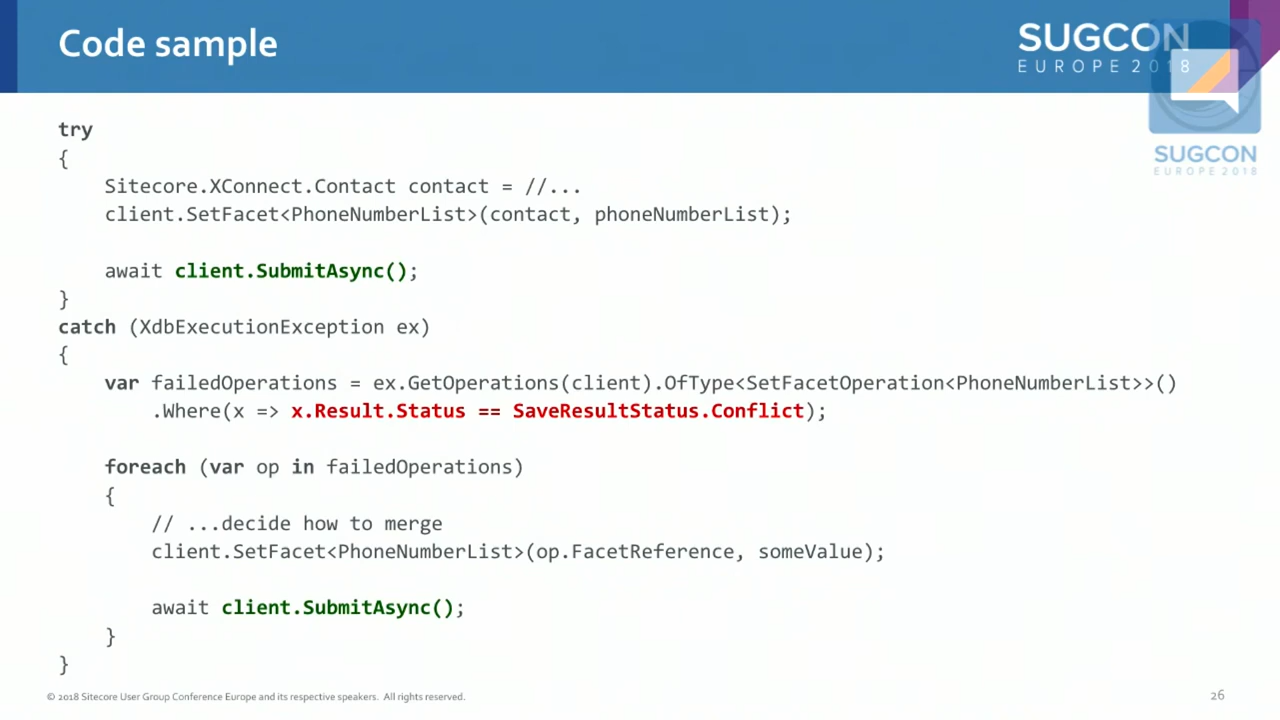 Code sample
SUGCON
EUROPE 2018
SUGCON
EUROPE 2018
try
{
    Sitecore.XConnect.Contact contact = //...
    client.SetFacet<PhoneNumberList>(contact, phoneNumberList);
    await client.SubmitAsync();
}
catch (XdbExecutionException ex)
{
    var failedOperations = ex.GetOperations(client).OfType<SetFacetOperation<PhoneNumberList>>()
        .Where(x => x.Result.Status == SaveResultStatus.Conflict);
    foreach (var op in failedOperations)
    {
        // ...decide how to merge
        client.SetFacet<PhoneNumberList>(op.FacetReference, someValue);
        await client.SubmitAsync();
    }
}
© 2018 Sitecore User Group Conference Europe and its respective speakers. All rights reserved.
26